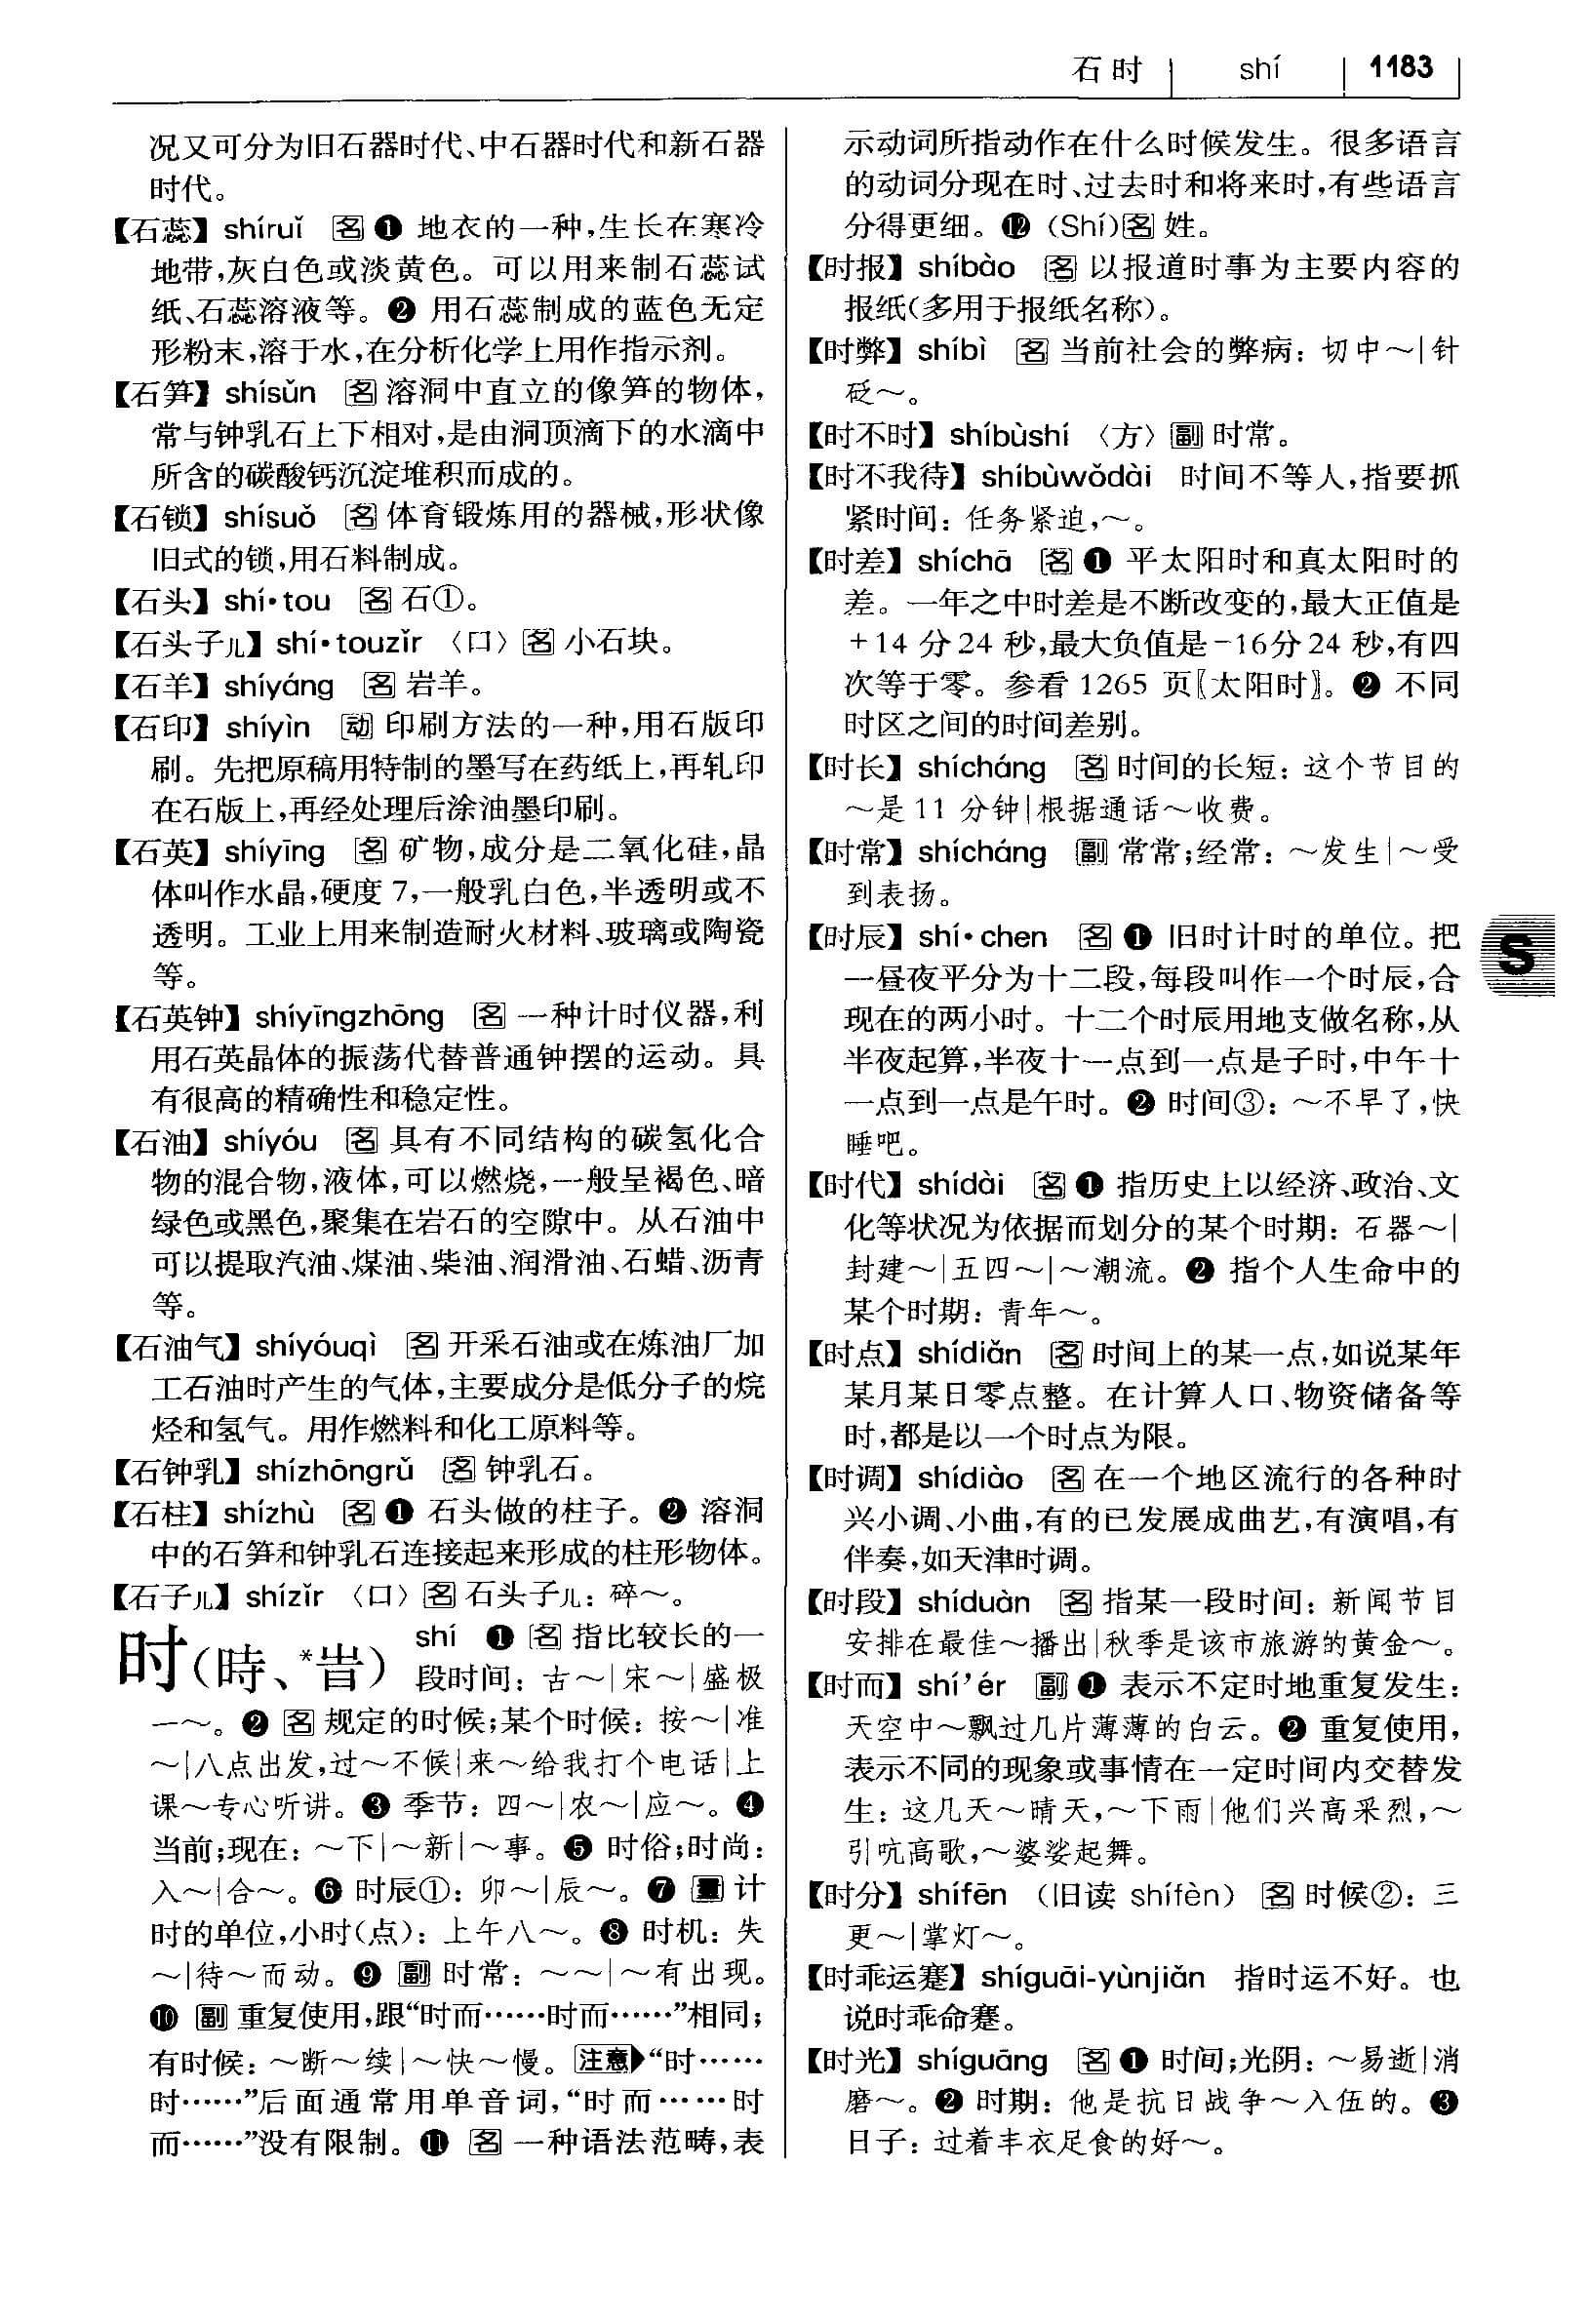 石时 shí 1183
况又可分为旧石器时代、中石器时代和新石器
时代。
【石蕊】 shíruǐ 名 ❶ 地衣的一种,生长在寒冷
地带,灰白色或淡黄色。可以用来制石蕊试
纸、石蕊溶液等。❷ 用石蕊制成的蓝色无定
形粉末,溶于水,在分析化学上用作指示剂。
【石笋】 shísǔn 名 溶洞中直立的像笋的物体,
常与钟乳石上下相对,是由洞顶滴下的水滴中
所含的碳酸钙沉淀堆积而成的。
【石锁】 shísuǒ 名 体育锻炼用的器械,形状像
旧式的锁,用石料制成。
【石头】 shí•tou 名 石①。
【石头子儿】 shí•touzǐr 〈口〉 名 小石块。
【石羊】 shíyáng 名 岩羊。
【石印】 shíyìn 动 印刷方法的一种,用石版印
刷。先把原稿用特制的墨写在药纸上,再轧印
在石版上,再经处理后涂油墨印刷。
【石英】 shíyīng 名 矿物,成分是二氧化硅,晶
体叫作水晶,硬度 7,一般乳白色,半透明或不
透明。工业上用来制造耐火材料、玻璃或陶瓷
等。
【石英钟】 shíyīngzhōng 名 一种计时仪器,利
用石英晶体的振荡代替普通钟摆的运动。具
有很高的精确性和稳定性。
【石油】 shíyóu 名 具有不同结构的碳氢化合
物的混合物,液体,可以燃烧,一般呈褐色、暗
绿色或黑色,聚集在岩石的空隙中。从石油中
可以提取汽油、煤油、柴油、润滑油、石蜡、沥青
等。
【石油气】 shíyóuqì 名 开采石油或在炼油厂加
工石油时产生的气体,主要成分是低分子的烷
烃和氢气。用作燃料和化工原料等。
【石钟乳】 shízhōngrǔ 名 钟乳石。
【石柱】 shízhù 名 ❶ 石头做的柱子。❷ 溶洞
中的石笋和钟乳石连接起来形成的柱形物体。
【石子儿】 shízǐr 〈口〉 名 石头子儿: 碎～。
时(時、*旹) shí ❶ 名 指比较长的一
段时间: 古～|宋～|盛极
一～。❷ 名 规定的时候;某个时候: 按～|准
～|八点出发,过～不候|来～给我打个电话|上
课～专心听讲。❸ 季节: 四～|农～|应～。❹
当前;现在: ～下|～新|～事。❺ 时俗;时尚:
入～|合～。❻ 时辰①: 卯～|辰～。❼ 量 计
时的单位,小时(点): 上午八～。❽ 时机: 失
～|待～而动。❾ 副 时常: ～～|～有出现。
❿ 副 重复使用,跟“时而……时而……”相同;
有时候: ～断～续|～快～慢。 注意 “时……
时……”后面通常用单音词,“时而……时
而……”没有限制。⓫ 名 一种语法范畴,表
示动词所指动作在什么时候发生。很多语言
的动词分现在时、过去时和将来时,有些语言
分得更细。⓬ (Shí) 名 姓。
【时报】 shíbào 名 以报道时事为主要内容的
报纸(多用于报纸名称)。
【时弊】 shíbì 名 当前社会的弊病: 切中～|针
砭～。
【时不时】 shíbùshí 〈方〉 副 时常。
【时不我待】 shíbùwǒdài 时间不等人,指要抓
紧时间: 任务紧迫,～。
【时差】 shíchā 名 ❶ 平太阳时和真太阳时的
差。一年之中时差是不断改变的,最大正值是
+14 分 24 秒,最大负值是－16分 24 秒,有四
次等于零。参看 1265 页〖太阳时〗。❷ 不同
时区之间的时间差别。
【时长】 shícháng 名 时间的长短: 这个节目的
～是 11 分钟|根据通话～收费。
【时常】 shícháng 副 常常;经常: ～发生|～受
到表扬。
【时辰】 shí•chen 名 ❶ 旧时计时的单位。把
一昼夜平分为十二段,每段叫作一个时辰,合
现在的两小时。十二个时辰用地支做名称,从
半夜起算,半夜十一点到一点是子时,中午十
一点到一点是午时。❷ 时间③: ～不早了,快
睡吧。
【时代】 shídài 名 ❶ 指历史上以经济、政治、文
化等状况为依据而划分的某个时期: 石器～|
封建～|五四～|～潮流。❷ 指个人生命中的
某个时期: 青年～。
【时点】 shídiǎn 名 时间上的某一点,如说某年
某月某日零点整。在计算人口、物资储备等
时,都是以一个时点为限。
【时调】 shídiào 名 在一个地区流行的各种时
兴小调、小曲,有的已发展成曲艺,有演唱,有
伴奏,如天津时调。
【时段】 shíduàn 名 指某一段时间: 新闻节目
安排在最佳～播出|秋季是该市旅游的黄金～。
【时而】 shí’ér 副 ❶ 表示不定时地重复发生:
天空中～飘过几片薄薄的白云。❷ 重复使用,
表示不同的现象或事情在一定时间内交替发
生: 这几天～晴天,～下雨|他们兴高采烈,～
引吭高歌,～婆娑起舞。
【时分】 shífēn (旧读 shífèn) 名 时候②: 三
更～|掌灯～。
【时乖运蹇】 shíguāi-yùnjiǎn 指时运不好。也
说时乖命蹇。
【时光】 shíguāng 名 ❶ 时间;光阴: ～易逝|消
磨～。❷ 时期: 他是抗日战争～入伍的。❸
日子: 过着丰衣足食的好～。
S